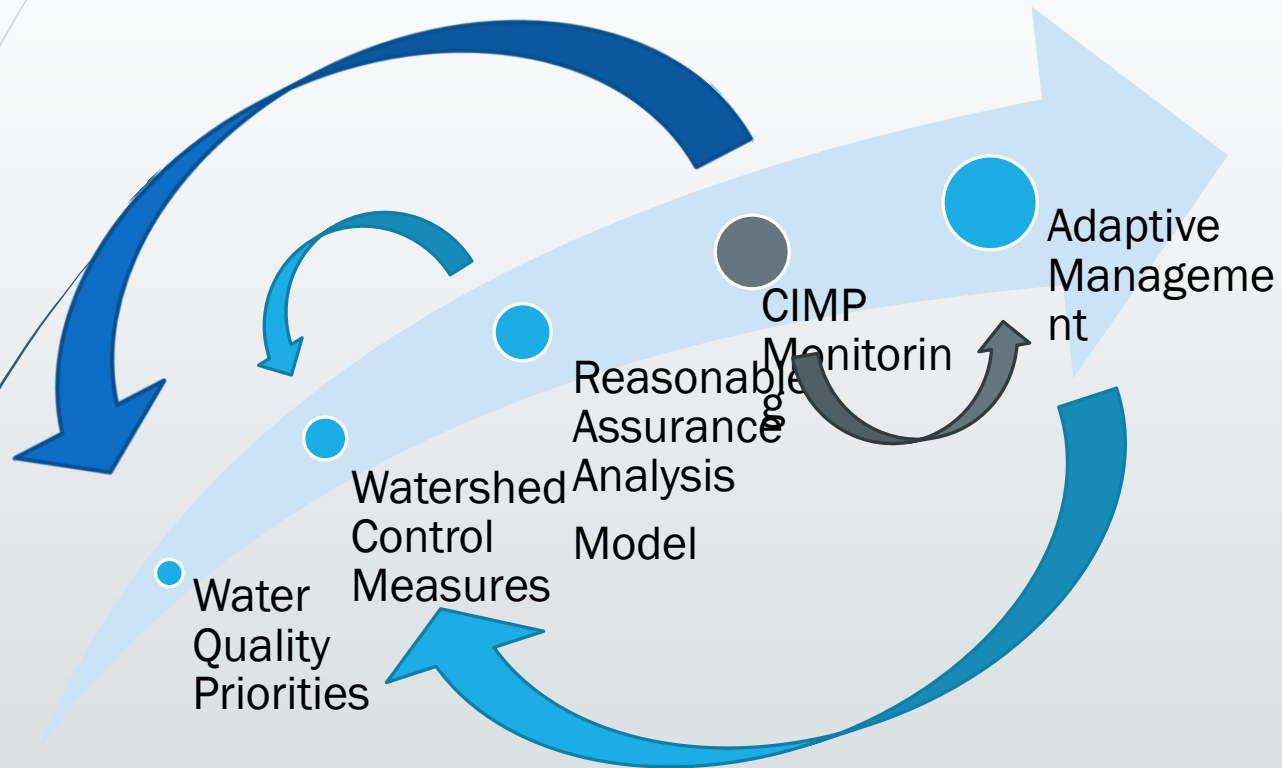 Water
Quality
Priorities
Watershed
Control
Measures
Reasonable
Assurance
Analysis
Model
CIMP
Monitorin
g
Adaptive
Manageme
nt